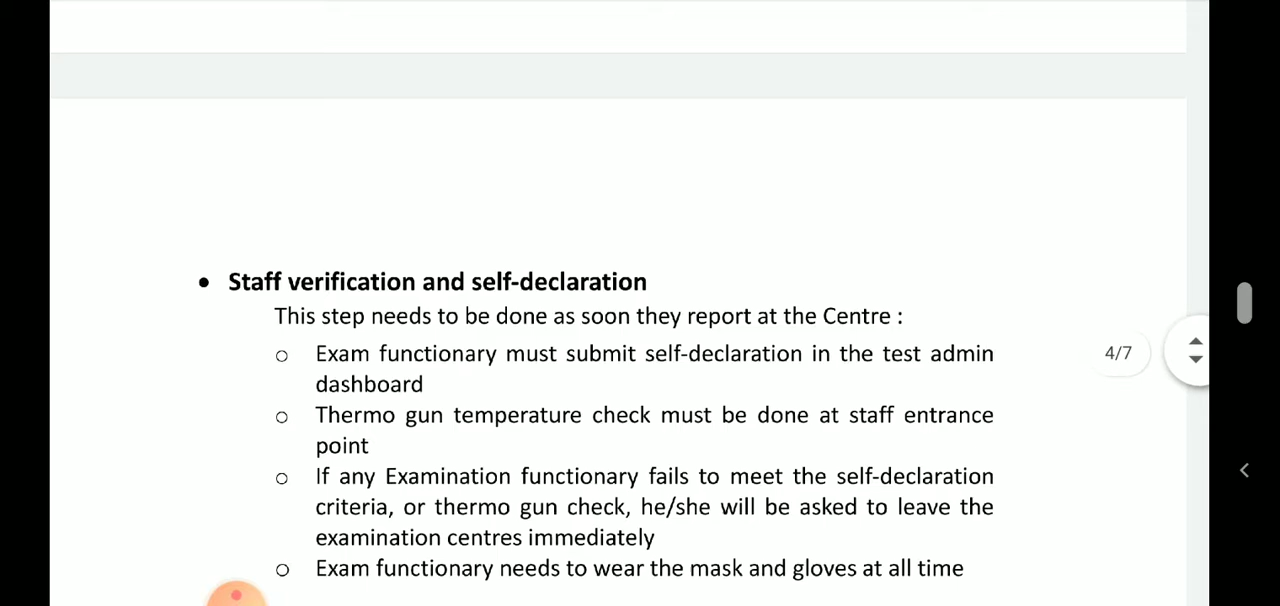 • Staff verification and self-declaration
This step needs to be done as soon they report at the Centre :
o Exam functionary must submit self-declaration in the test admin
dashboard
4/7
o Thermo gun temperature check must be done at staff entrance
point
o If any Examination functionary fails to meet the self-declaration
criteria, or thermo gun check, he/she will be asked to leave the
examination centres immediately
o Exam functionary needs to wear the mask and gloves at all time